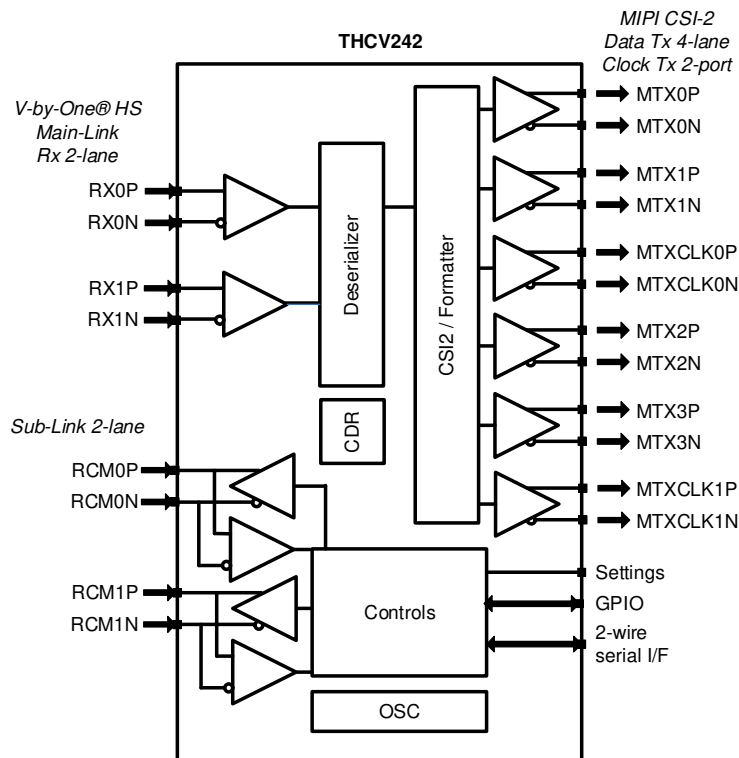 THCV242
MIPI CSI-2
Data Tx 4-lane
Clock Tx 2-port
V-by-One® HS
Main-Link
Rx 2-lane
RX0P
RX0N
RX1P
RX1N
Sub-Link 2-lane
RCM0P
RCM0N
RCM1P
RCM1N
Deserializer
CDR
CSI2 / Formatter
Controls
OSC
MTX0P
MTX0N
MTX1P
MTX1N
MTXCLK0P
MTXCLK0N
MTX2P
MTX2N
MTX3P
MTX3N
MTXCLK1P
MTXCLK1N
Settings
GPIO
2-wire
serial I/F